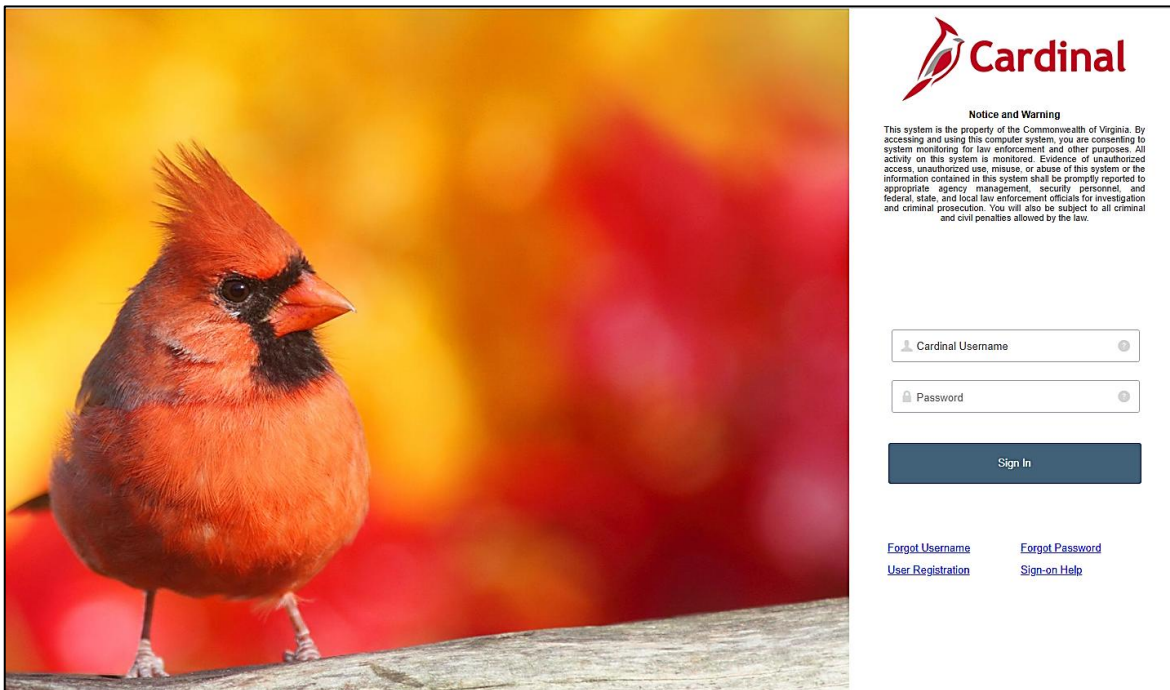 Cardinal
Notice and Warning
This system is the property of the Commonwealth of Virginia. By
accessing and using this computer system, you are consenting to
system monitoring for law enforcement and other purposes. All
activity on this system is monitored. Evidence of unauthorized
access, unauthorized use, misuse, or abuse of this system or the
information contained in this system shall be promptly reported to
appropriate agency management, security personnel, and
federal, state, and local law enforcement officials for investigation
and criminal prosecution. You will also be subject to all criminal
and civil penalties allowed by the law.
Cardinal Username ?
Password ?
Sign In
Forgot Username Forgot Password
User Registration Sign-on Help